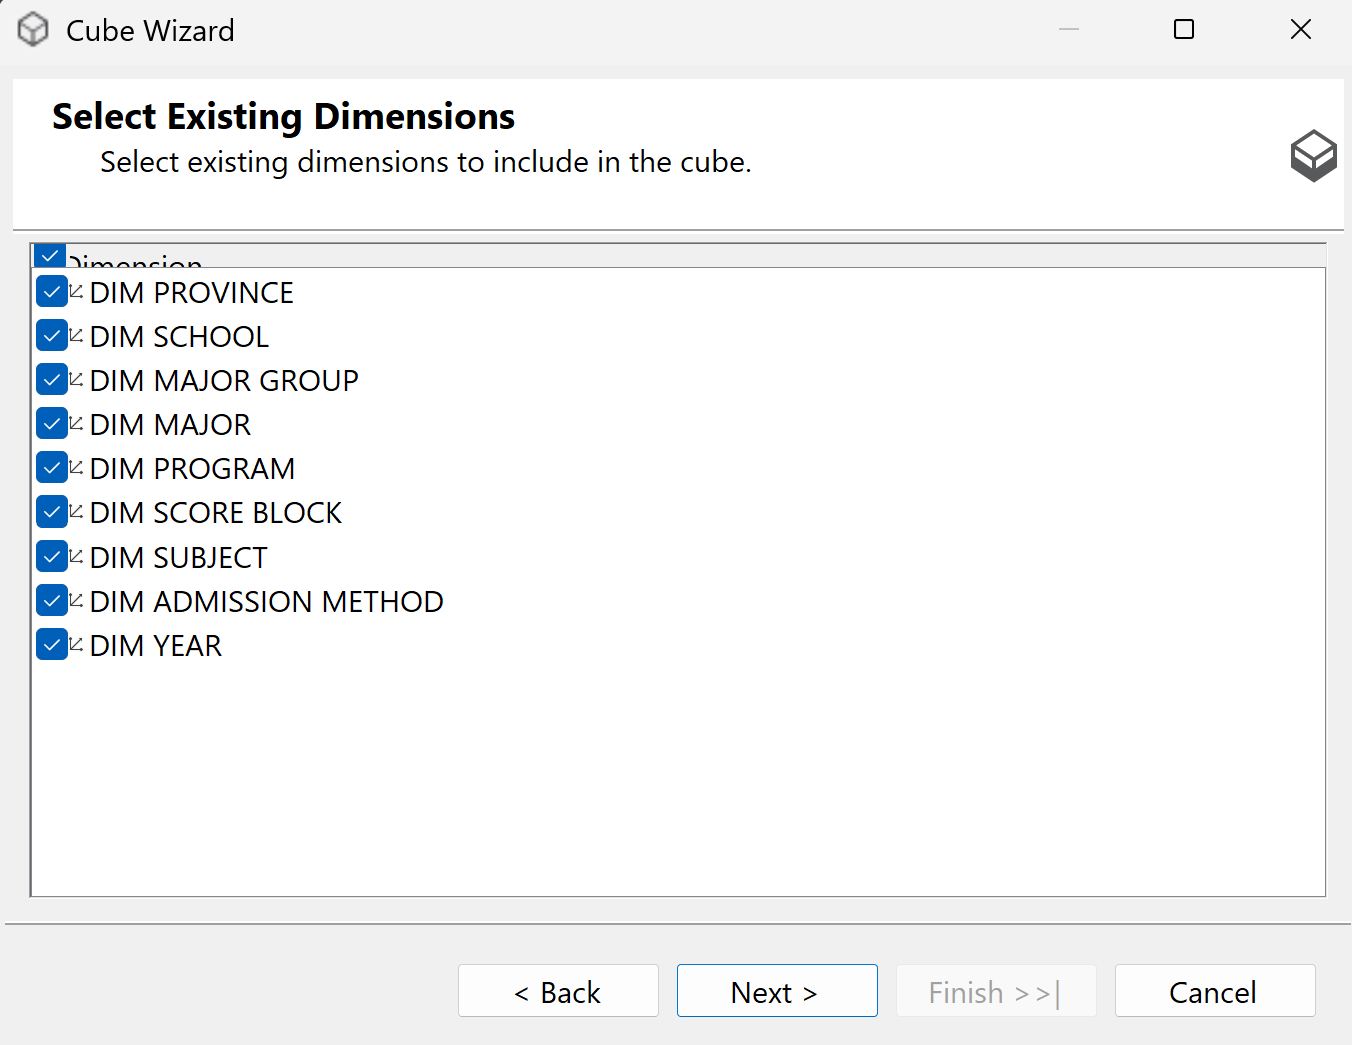 Cube Wizard
Select Existing Dimensions
Select existing dimensions to include in the cube.
Dimension
DIM PROVINCE
DIM SCHOOL
DIM MAJOR GROUP
DIM MAJOR
DIM PROGRAM
DIM SCORE BLOCK
DIM SUBJECT
DIM ADMISSION METHOD
DIM YEAR
< Back
Next >
Finish >>|
Cancel